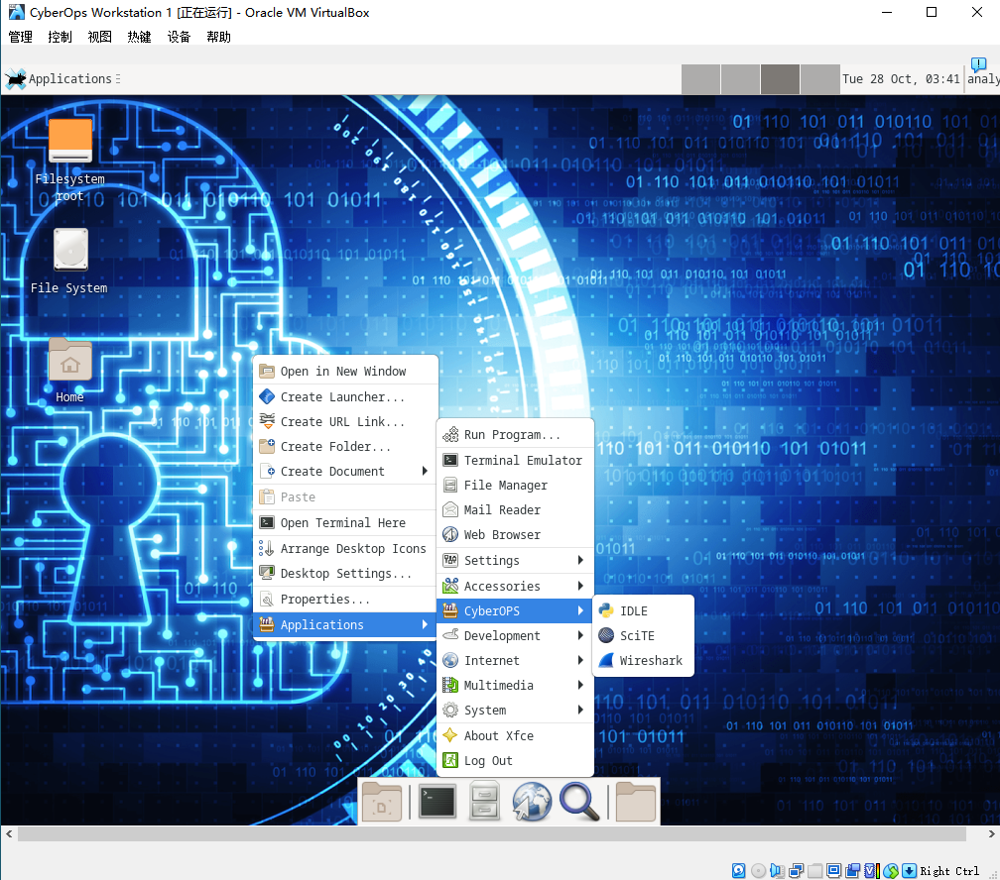 CyberOps Workstation 1 [正在运行] - Oracle VM VirtualBox
管理 控制 视图 热键 设备 帮助
Applications
Tue 28 Oct, 03:41
analy
Filesystem
root
File System
Home
Open in New Window
Create Launcher...
Create URL Link...
Create Folder...
Create Document
Paste
Open Terminal Here
Arrange Desktop Icons
Desktop Settings...
Properties...
Applications
Run Program...
Terminal Emulator
File Manager
Mail Reader
Web Browser
Settings
Accessories
CyberOPS
Development
Internet
Multimedia
System
About Xfce
Log Out
IDLE
SciTE
Wireshark
Right Ctrl